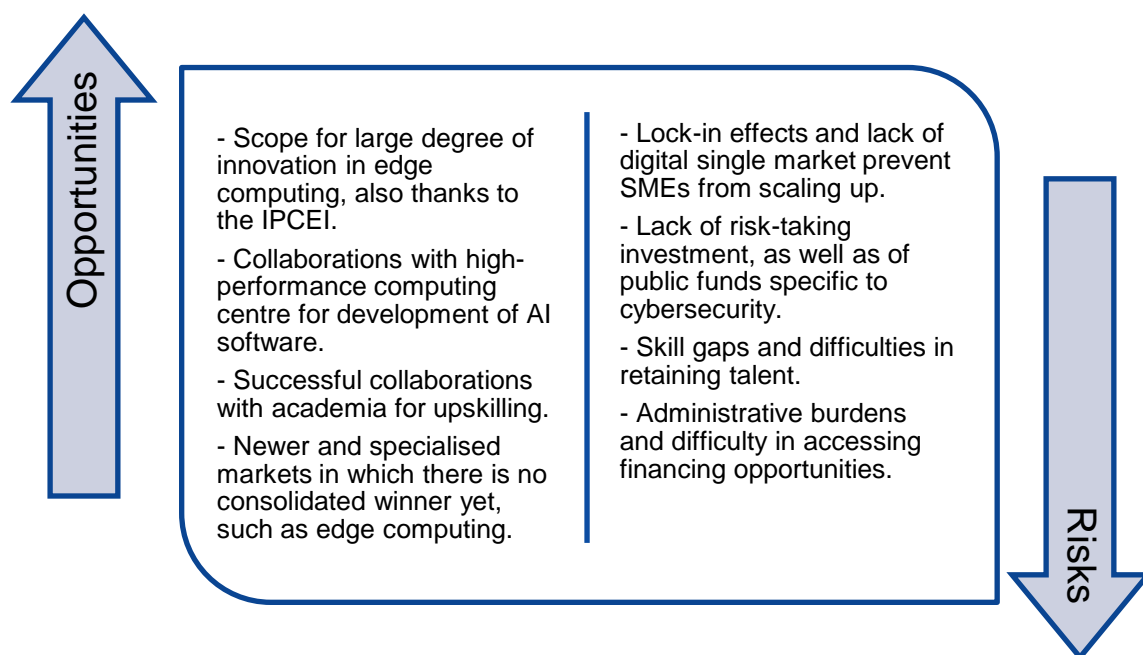 Opportunities
- Scope for large degree of
innovation in edge
computing, also thanks to
the IPCEI.
- Collaborations with high-
performance computing
centre for development of AI
software.
- Successful collaborations
with academia for upskilling.
- Newer and specialised
markets in which there is no
consolidated winner yet,
such as edge computing.
- Lock-in effects and lack of
digital single market prevent
SMEs from scaling up.
- Lack of risk-taking
investment, as well as of
public funds specific to
cybersecurity.
- Skill gaps and difficulties in
retaining talent.
- Administrative burdens
and difficulty in accessing
financing opportunities.
Risks